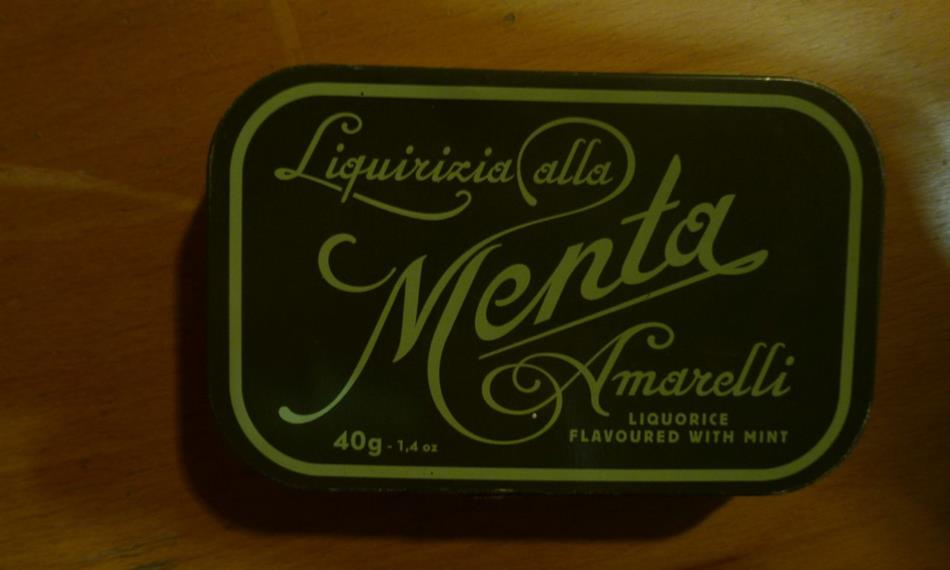 Liquirizia alla
Menta
Amarelli
LIQUORICE
FLAVOURED WITH MINT
40g - 1,4 oz